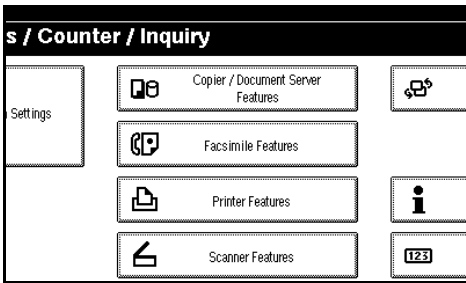 s / Counter / Inquiry
Copier / Document Server
Features
Settings
Facsimile Features
Printer Features
Scanner Features
123